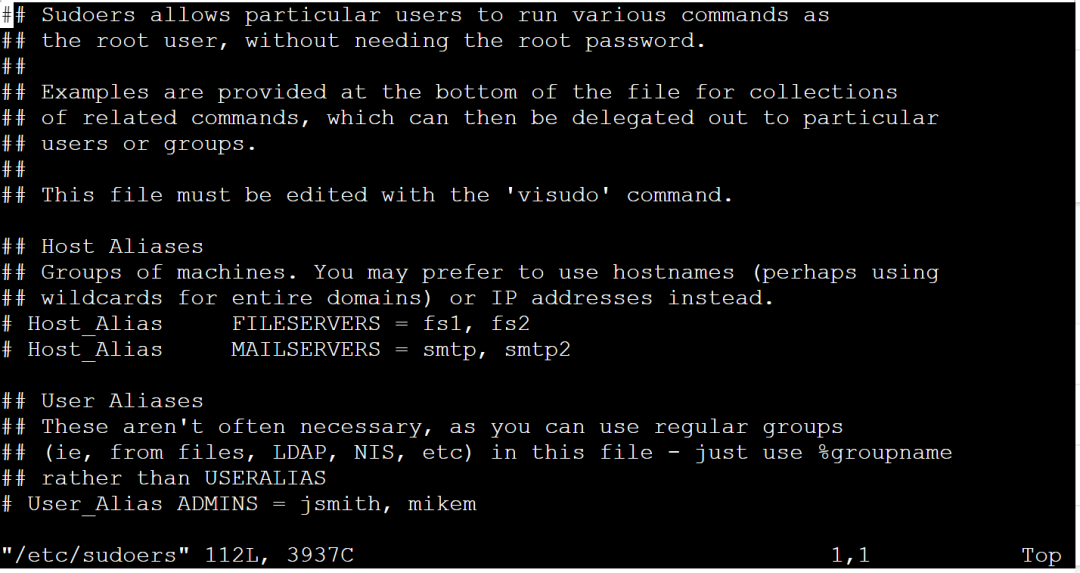 ## Sudoers allows particular users to run various commands as
## the root user, without needing the root password.
##
## Examples are provided at the bottom of the file for collections
## of related commands, which can then be delegated out to particular
## users or groups.
##
## This file must be edited with the 'visudo' command.
## Host Aliases
## Groups of machines. You may prefer to use hostnames (perhaps using
## wildcards for entire domains) or IP addresses instead.
# Host_Alias     FILESERVERS = fs1, fs2
# Host_Alias     MAILSERVERS = smtp, smtp2
## User Aliases
## These aren't often necessary, as you can use regular groups
## (ie, from files, LDAP, NIS, etc) in this file - just use %groupname
## rather than USERALIAS
# User_Alias ADMINS = jsmith, mikem
"/etc/sudoers" 112L, 3937C 1,1 Top